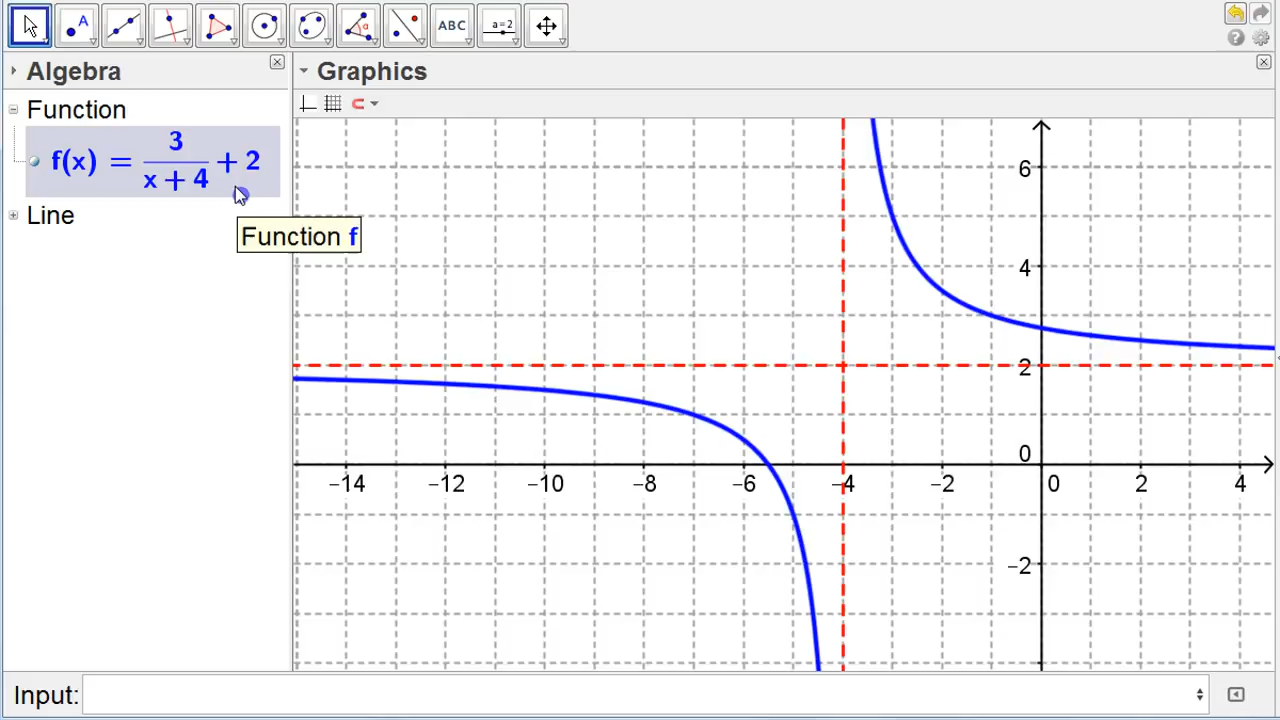 A
α
ABC
a=2
Algebra
Graphics
Function
f(x) = 3/(x + 4) + 2
Line
Function f
6
4
2
0
−14 −12 −10 −8 −6 −4 −2 0 2 4
−2
Input: